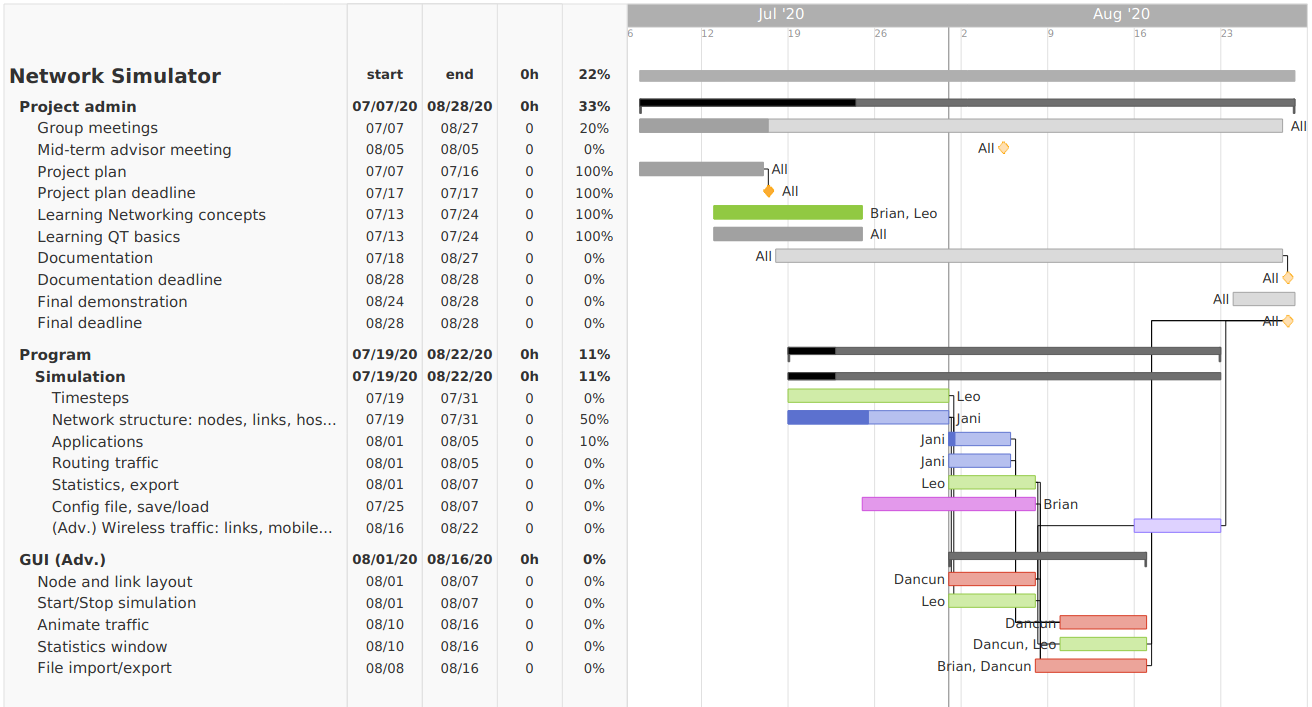 Jul '20 Aug '20
6 12 19 26 2 9 16 23
Network Simulator start end 0h 22%
Project admin 07/07/20 08/28/20 0h 33%
Group meetings 07/07 08/27 0 20% All
Mid-term advisor meeting 08/05 08/05 0 0% All
Project plan 07/07 07/16 0 100% All
Project plan deadline 07/17 07/17 0 100% All
Learning Networking concepts 07/13 07/24 0 100% Brian, Leo
Learning QT basics 07/13 07/24 0 100% All
Documentation 07/18 08/27 0 0% All
Documentation deadline 08/28 08/28 0 0% All
Final demonstration 08/24 08/28 0 0% All
Final deadline 08/28 08/28 0 0% All
Program 07/19/20 08/22/20 0h 11%
Simulation 07/19/20 08/22/20 0h 11%
Timesteps 07/19 07/31 0 0% Leo
Network structure: nodes, links, hos... 07/19 07/31 0 50% Jani
Applications 08/01 08/05 0 10% Jani
Routing traffic 08/01 08/05 0 0% Jani
Statistics, export 08/01 08/07 0 0% Leo
Config file, save/load 07/25 08/07 0 0% Brian
(Adv.) Wireless traffic: links, mobile... 08/16 08/22 0 0%
GUI (Adv.) 08/01/20 08/16/20 0h 0%
Node and link layout 08/01 08/07 0 0% Dancun
Start/Stop simulation 08/01 08/07 0 0% Leo
Animate traffic 08/10 08/16 0 0% Dancun
Statistics window 08/10 08/16 0 0% Dancun, Leo
File import/export 08/08 08/16 0 0% Brian, Dancun